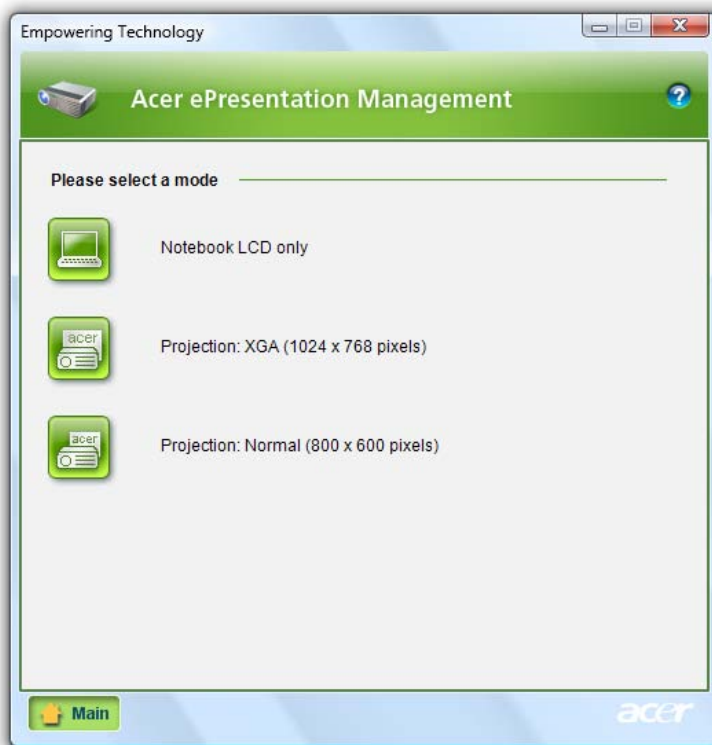 Empowering Technology
Acer ePresentation Management
?
Please select a mode
Notebook LCD only
acer
Projection: XGA (1024 x 768 pixels)
acer
Projection: Normal (800 x 600 pixels)
Main
acer